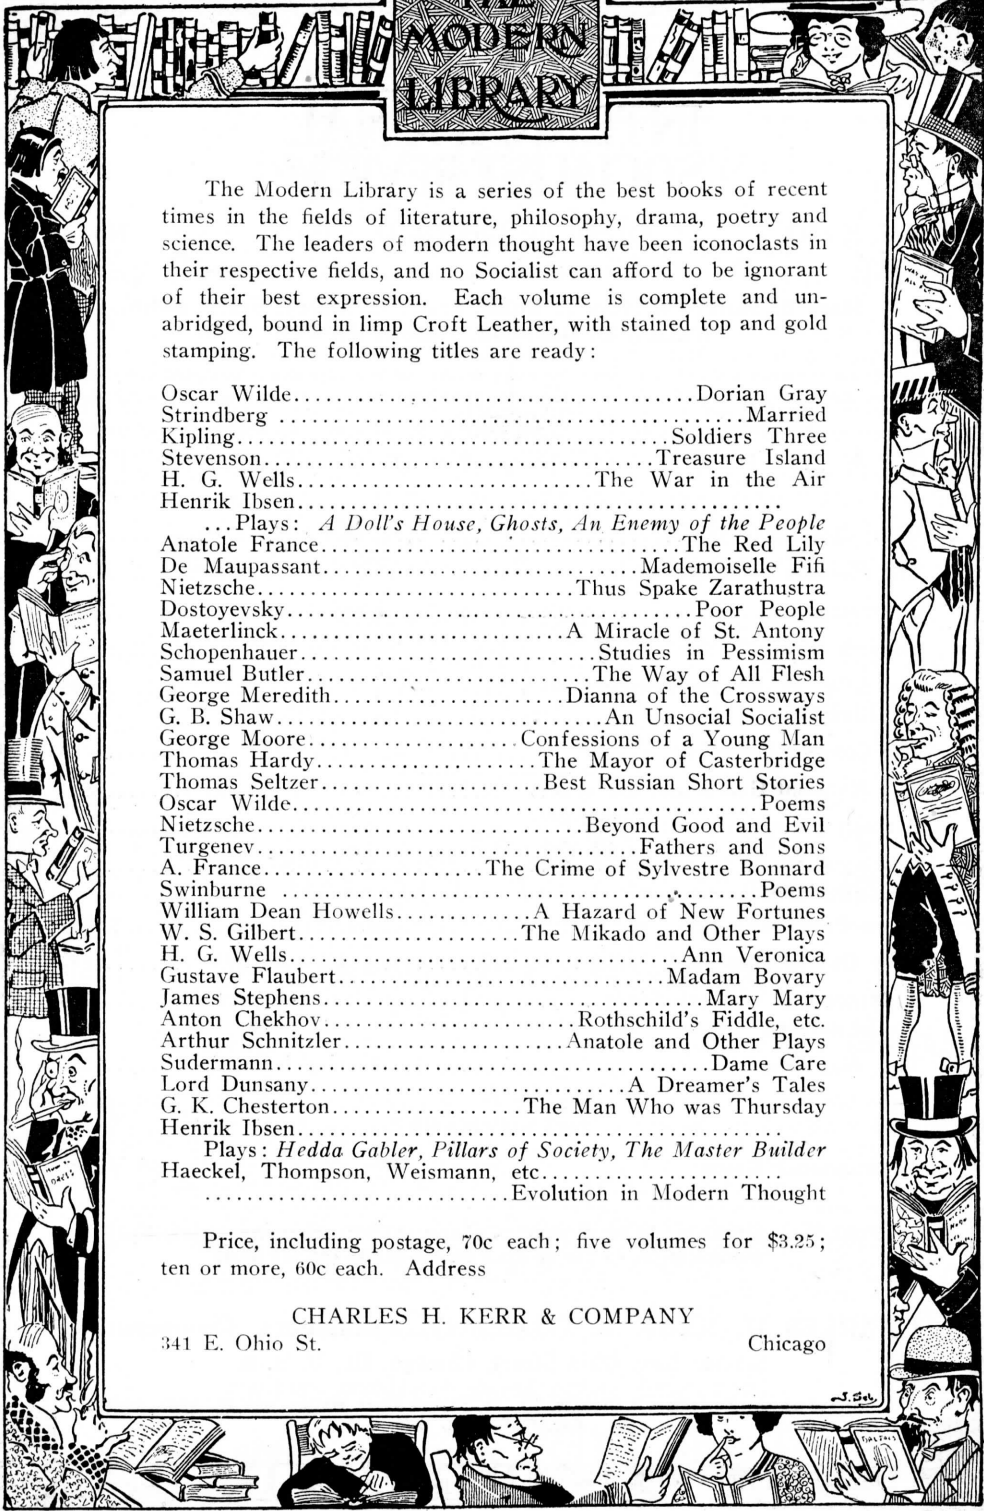 THE
MODERN
LIBRARY
The Modern Library is a series of the best books of recent
times in the fields of literature, philosophy, drama, poetry and
science. The leaders of modern thought have been iconoclasts in
their respective fields, and no Socialist can afford to be ignorant
of their best expression. Each volume is complete and un-
abridged, bound in limp Croft Leather, with stained top and gold
stamping. The following titles are ready:
Oscar Wilde........................................Dorian Gray
Strindberg ..............................................Married
Kipling...........................................Soldiers Three
Stevenson.......................................Treasure Island
H. G. Wells..............................The War in the Air
Henrik Ibsen................................................
...Plays: A Doll's House, Ghosts, An Enemy of the People
Anatole France....................................The Red Lily
De Maupassant................................Mademoiselle Fifi
Nietzsche................................Thus Spake Zarathustra
Dostoyevsky.........................................Poor People
Maeterlinck............................A Miracle of St. Antony
Schopenhauer..............................Studies in Pessimism
Samuel Butler............................The Way of All Flesh
George Meredith.......................Dianna of the Crossways
G. B. Shaw.................................An Unsocial Socialist
George Moore.....................Confessions of a Young Man
Thomas Hardy......................The Mayor of Casterbridge
Thomas Seltzer......................Best Russian Short Stories
Oscar Wilde..............................................Poems
Nietzsche................................Beyond Good and Evil
Turgenev......................................Fathers and Sons
A. France......................The Crime of Sylvestre Bonnard
Swinburne ...............................................Poems
William Dean Howells.............A Hazard of New Fortunes
W. S. Gilbert......................The Mikado and Other Plays
H. G. Wells.......................................Ann Veronica
Gustave Flaubert.................................Madam Bovary
James Stephens......................................Mary Mary
Anton Chekhov.........................Rothschild's Fiddle, etc.
Arthur Schnitzler......................Anatole and Other Plays
Sudermann...........................................Dame Care
Lord Dunsany................................A Dreamer's Tales
G. K. Chesterton...................The Man Who was Thursday
Henrik Ibsen................................................
Plays: Hedda Gabler, Pillars of Society, The Master Builder
Haeckel, Thompson, Weismann, etc........................
...............................Evolution in Modern Thought
Price, including postage, 70c each; five volumes for $3.25;
ten or more, 60c each. Address
CHARLES H. KERR & COMPANY
341 E. Ohio St. Chicago